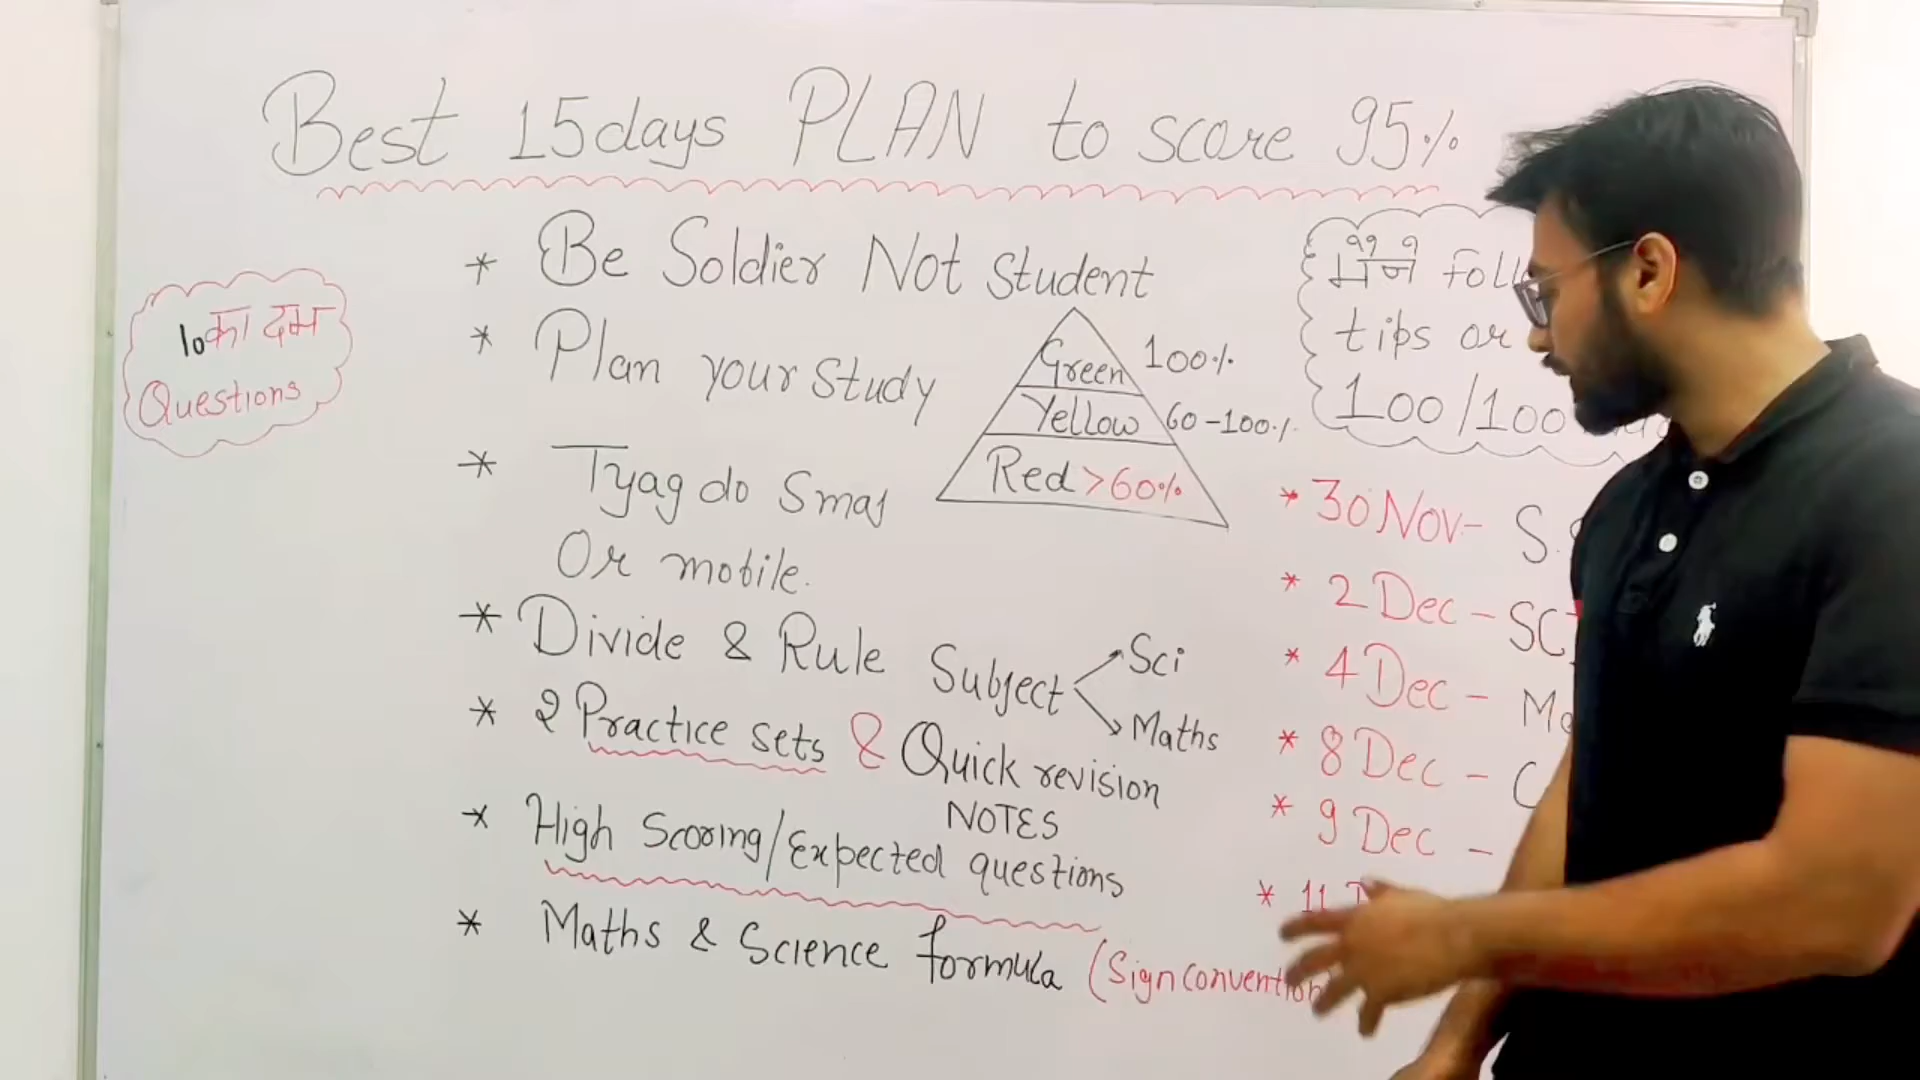 Best 15days PLAN to score 95%
* Be Soldier Not Student
* Plan your Study
Green 100%
Yellow 60-100%
Red >60%
* Tyag do Smaj
Or mobile.
* Divide & Rule Subject
Sci
Maths
* 2 Practice sets & Quick revision
NOTES
* High Scoring/Expected questions
* Maths & Science formula (Sign convention
10का दम
Questions
tips or
100/100
* 30 Nov- S.
* 2 Dec-
* 4 Dec-
* 8 Dec-
* 9 Dec-
* 11